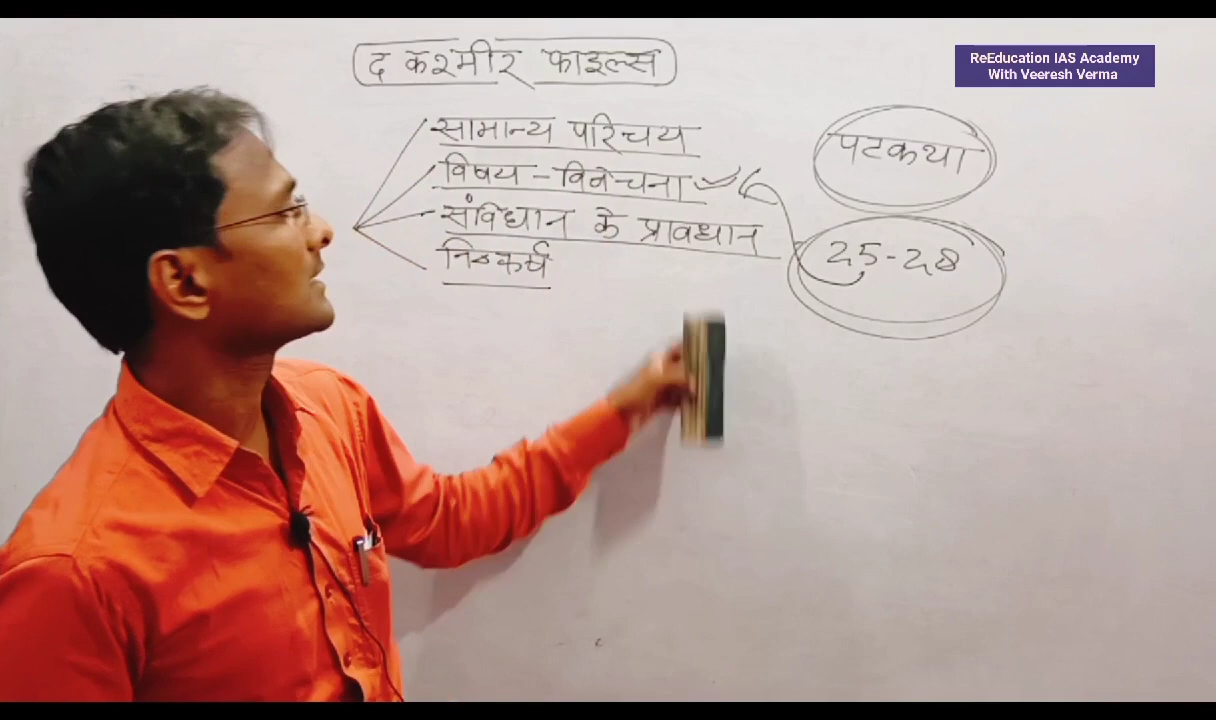 द कश्मीर फाइल्स
ReEducation IAS Academy
With Veeresh Verma
सामान्य परिचय
विषय - विवेचना
संविधान के प्रावधान
निष्कर्ष
पटकथा
25-28